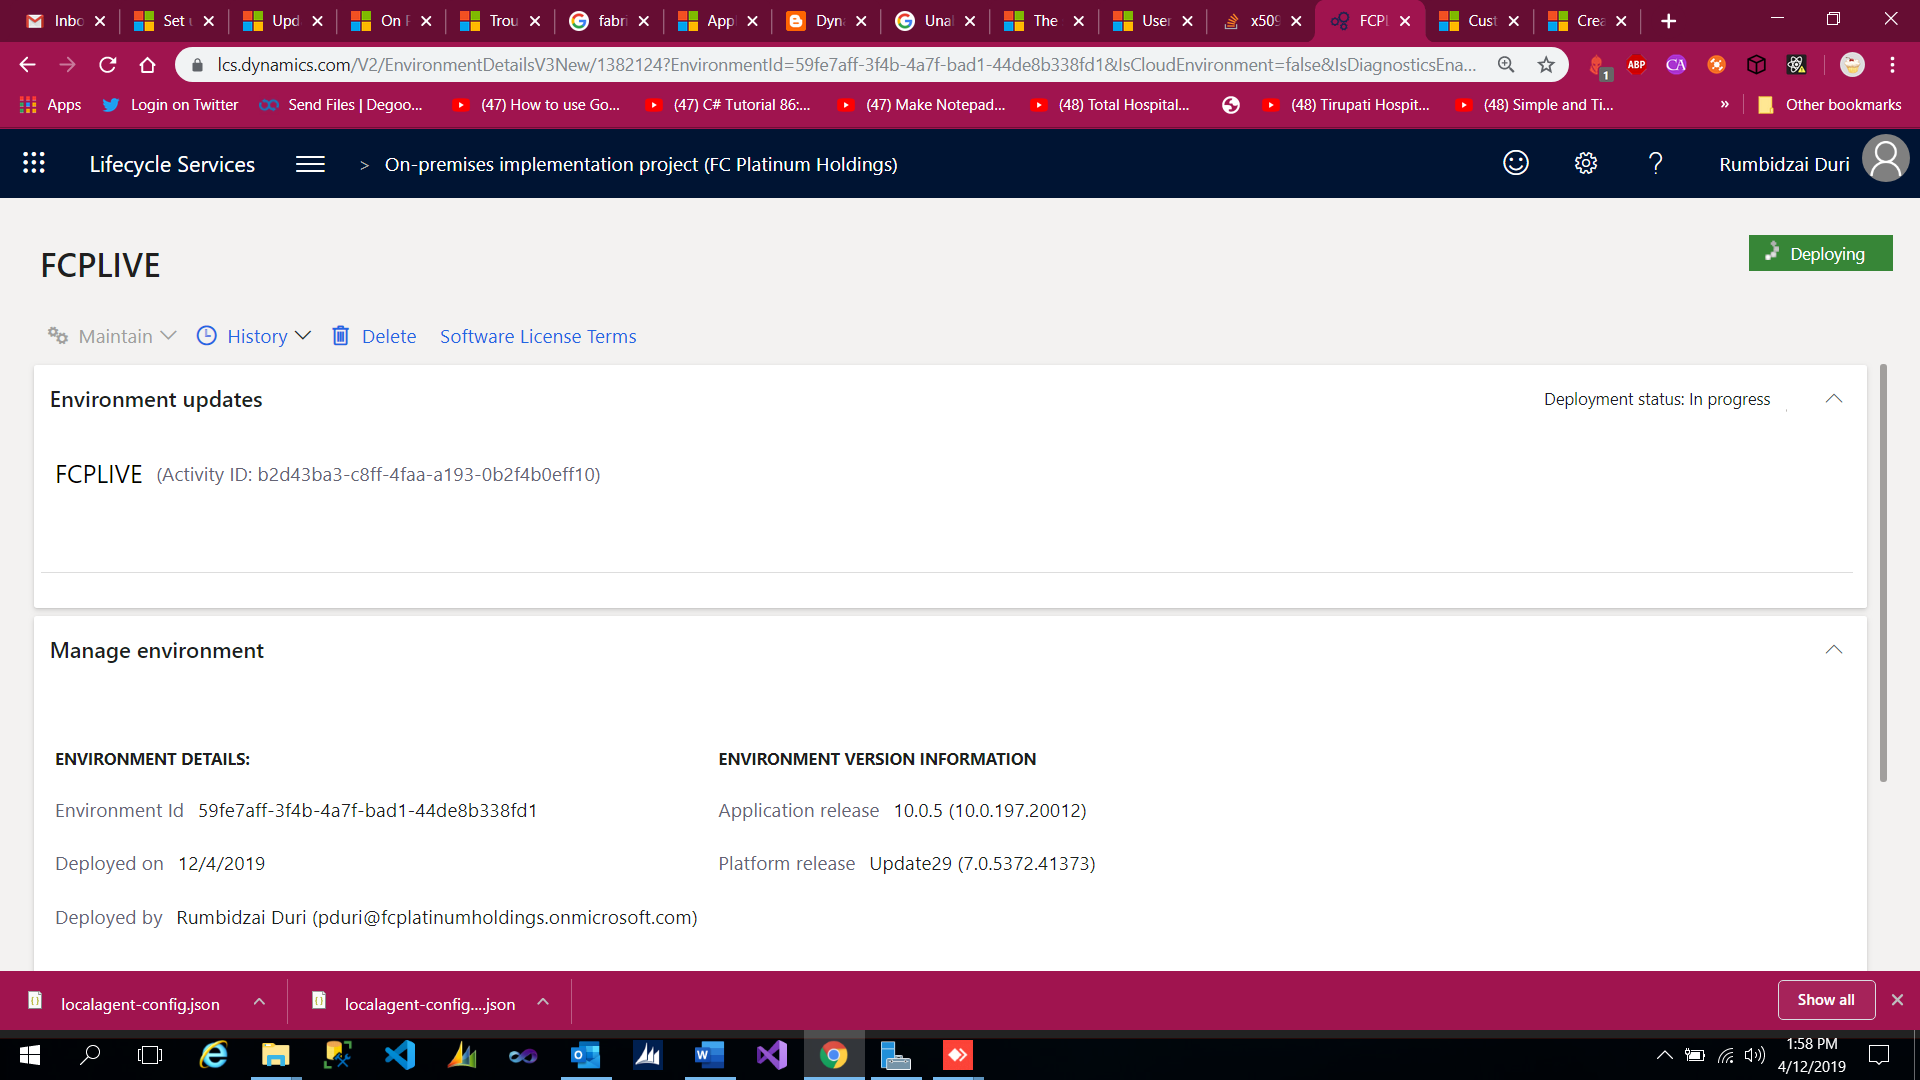 Inbo Set u Upd On P Trou fabri Appl Dyna Unab The User x509 FCPL Cust Crea
lcs.dynamics.com/V2/EnvironmentDetailsV3New/1382124?EnvironmentId=59fe7aff-3f4b-4a7f-bad1-44de8b338fd1&IsCloudEnvironment=false&IsDiagnosticsEna... 1 ABP CA
Apps Login on Twitter Send Files | Degoo... (47) How to use Go... (47) C# Tutorial 86:... (47) Make Notepad... (48) Total Hospital... (48) Tirupati Hospit... (48) Simple and Ti... » Other bookmarks
Lifecycle Services > On-premises implementation project (FC Platinum Holdings) ? Rumbidzai Duri
FCPLIVE
Deploying
Maintain History Delete Software License Terms
Environment updates Deployment status: In progress
FCPLIVE (Activity ID: b2d43ba3-c8ff-4faa-a193-0b2f4b0eff10)
Manage environment
ENVIRONMENT DETAILS: ENVIRONMENT VERSION INFORMATION
Environment Id 59fe7aff-3f4b-4a7f-bad1-44de8b338fd1 Application release 10.0.5 (10.0.197.20012)
Deployed on 12/4/2019 Platform release Update29 (7.0.5372.41373)
Deployed by Rumbidzai Duri (pduri@fcplatinumholdings.onmicrosoft.com)
localagent-config.json localagent-config....json Show all
1:58 PM
4/12/2019